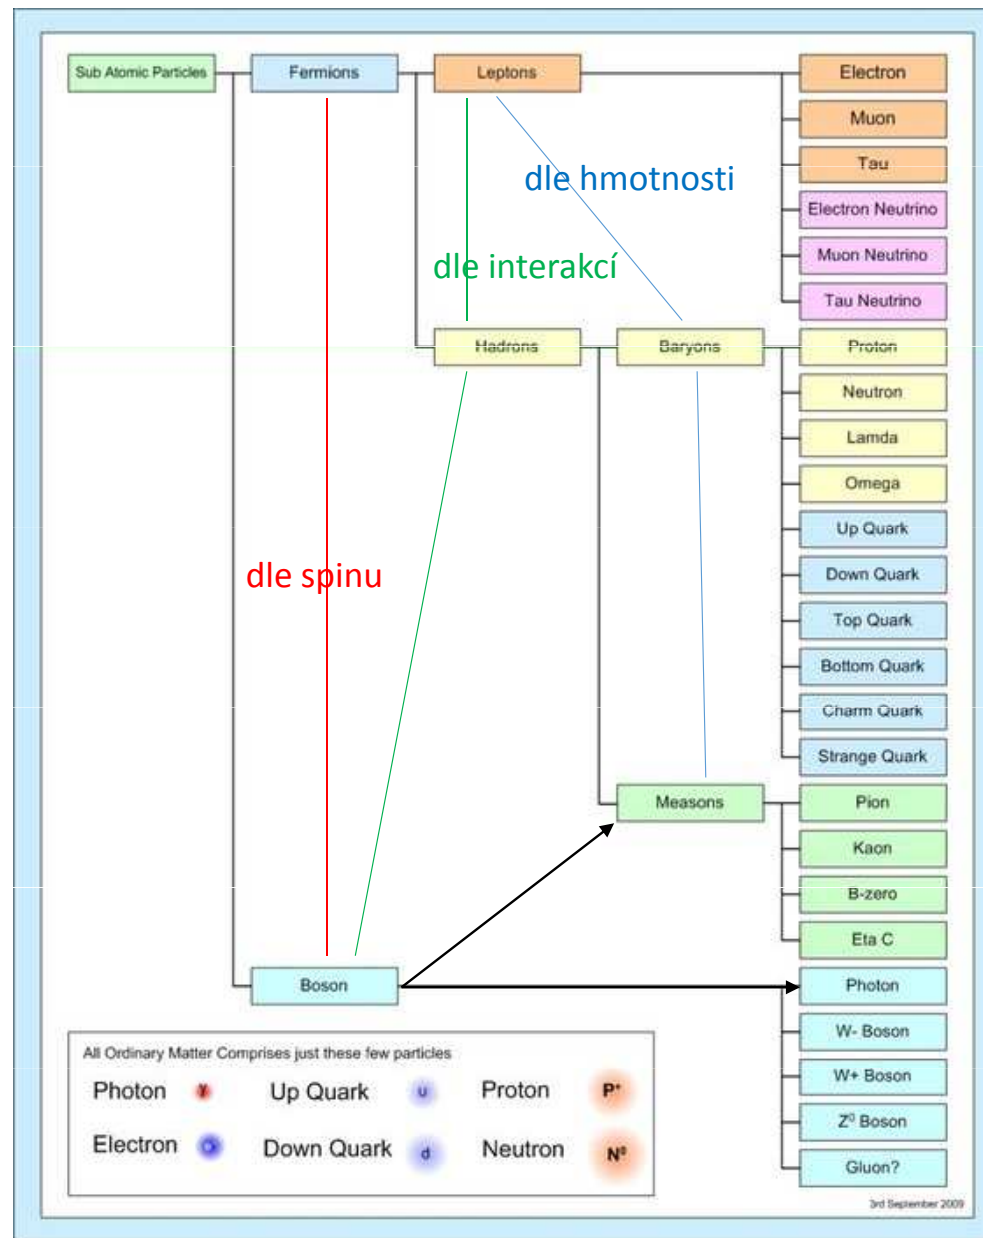 Sub Atomic Particles
Fermions
Leptons
Electron
Muon
Tau
dle hmotnosti
Electron Neutrino
Muon Neutrino
dle interakcí
Tau Neutrino
Hadrons
Baryons
Proton
Neutron
Lamda
Omega
Up Quark
dle spinu
Down Quark
Top Quark
Bottom Quark
Charm Quark
Strange Quark
Measons
Pion
Kaon
B-zero
Eta C
Boson
Photon
W- Boson
W+ Boson
Z⁰ Boson
Gluon?
All Ordinary Matter Comprises just these few particles
Photon γ Up Quark u Proton P⁺
Electron Down Quark d Neutron N⁰
3rd September 2009